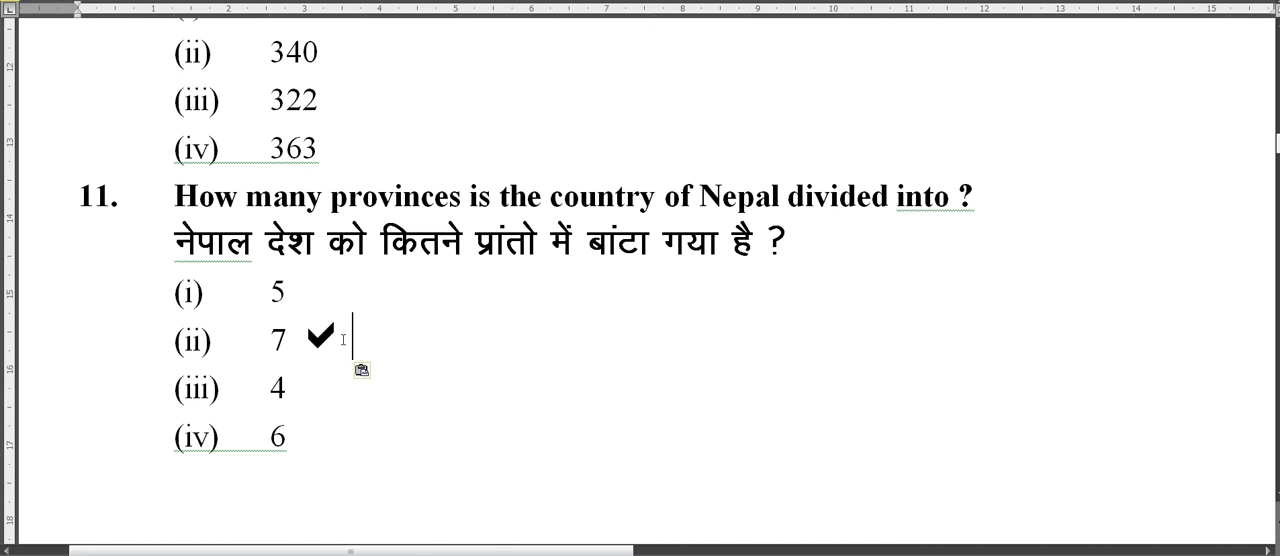 (ii) 340
(iii) 322
(iv) 363
11. How many provinces is the country of Nepal divided into ?
नेपाल देश को कितने प्रांतो में बांटा गया है ?
(i) 5
(ii) 7 ✔
(iii) 4
(iv) 6